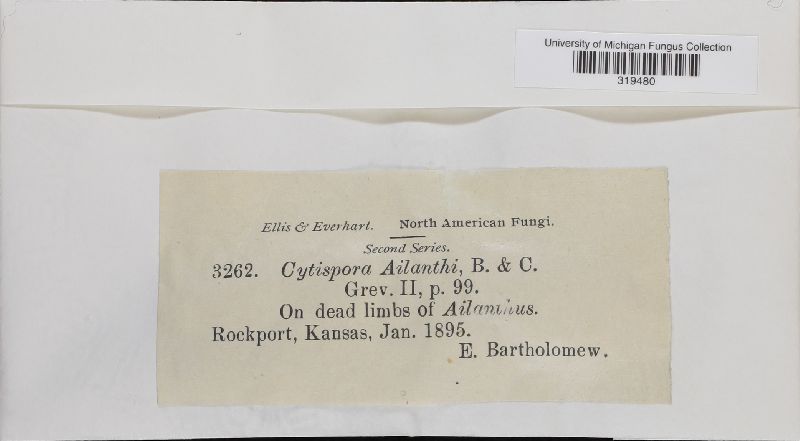 University of Michigan Fungus Collection
319480
Ellis & Everhart. North American Fungi.
Second Series.
3262. Cytispora Ailanthi, B. & C.
Grev. II, p. 99.
On dead limbs of Ailanthus.
Rockport, Kansas, Jan. 1895.
E. Bartholomew.